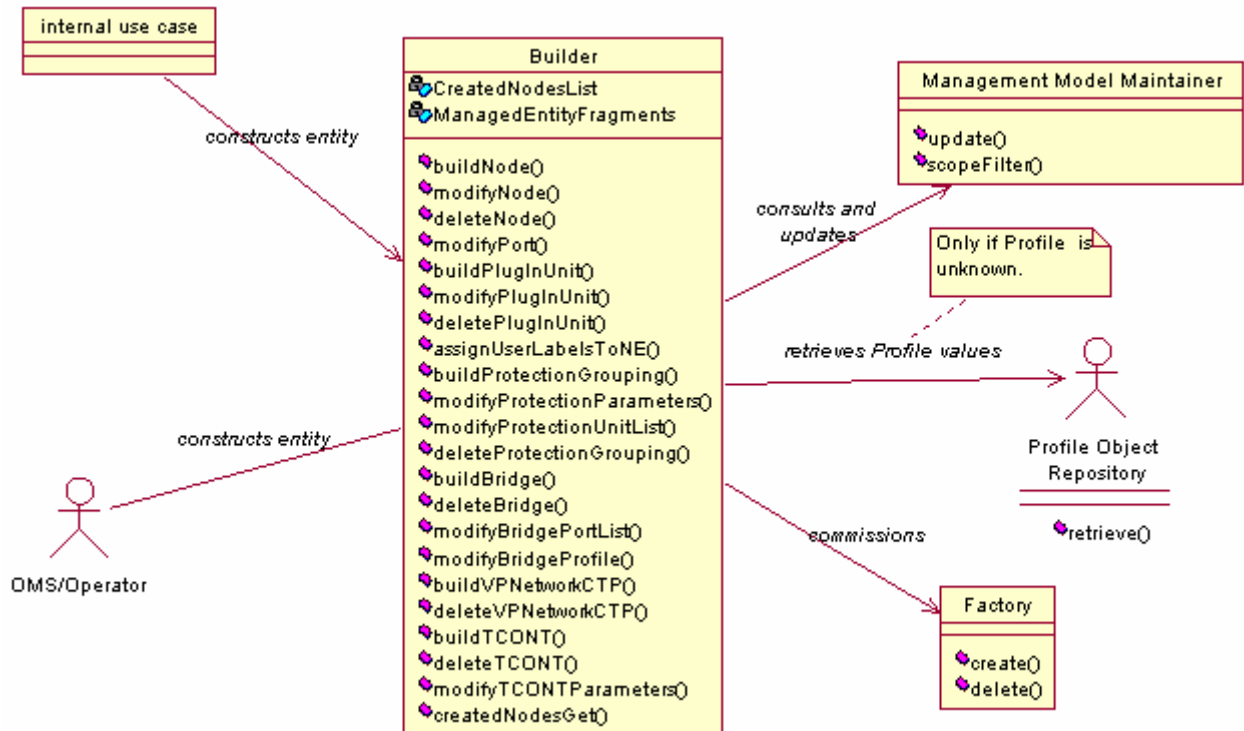 internal use case
constructs entity
OMS/Operator
constructs entity
Builder
CreatedNodesList
ManagedEntityFragments
buildNode()
modifyNode()
deleteNode()
modifyPort()
buildPlugInUnit()
modifyPlugInUnit()
deletePlugInUnit()
assignUserLabelsToNE()
buildProtectionGrouping()
modifyProtectionParameters()
modifyProtectionUnitList()
deleteProtectionGrouping()
buildBridge()
deleteBridge()
modifyBridgePortList()
modifyBridgeProfile()
buildVPNetworkCTP()
deleteVPNetworkCTP()
buildTCONT()
deleteTCONT()
modifyTCONTParameters()
createdNodesGet()
consults and
updates
Management Model Maintainer
update()
scopeFilter()
Only if Profile is
unknown.
retrieves Profile values
Profile Object
Repository
retrieve()
commissions
Factory
create()
delete()